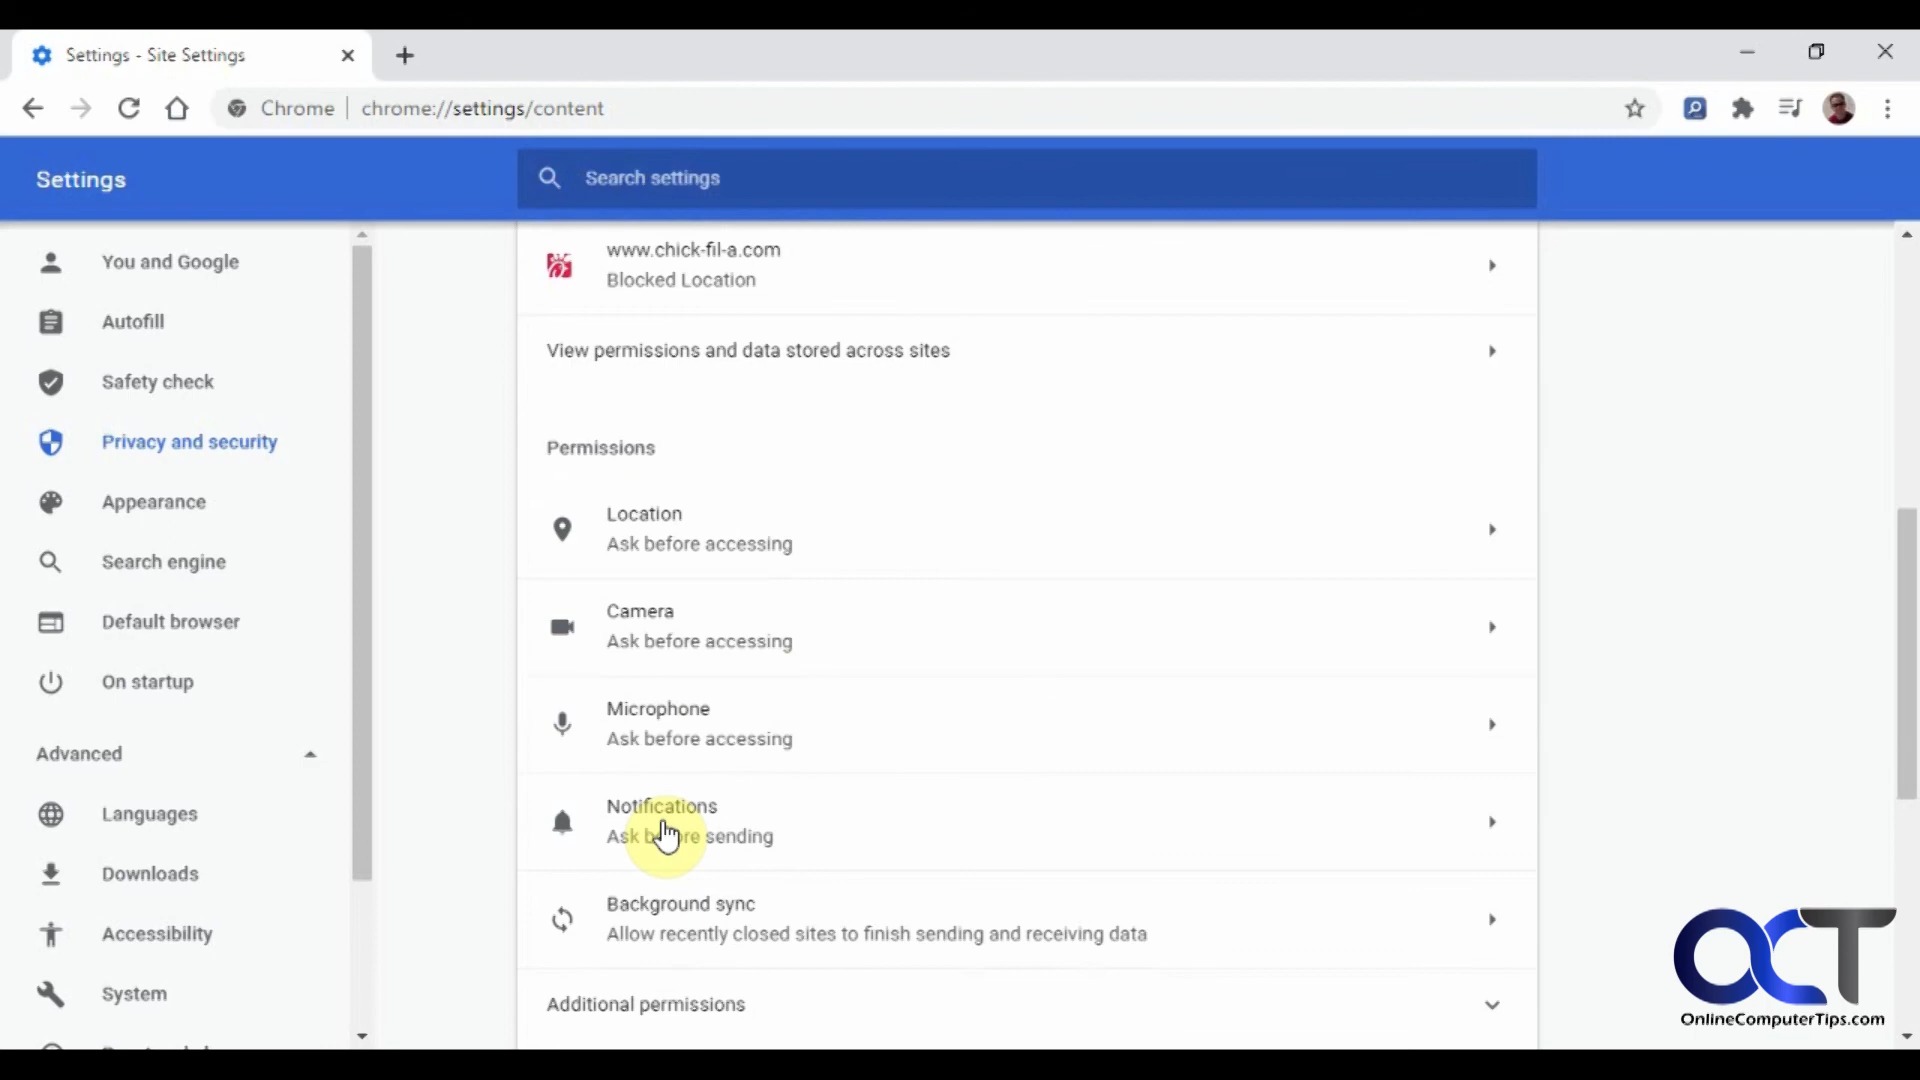 Settings - Site Settings
Chrome
chrome://settings/content
Settings
Search settings
You and Google
Autofill
Safety check
Privacy and security
Appearance
Search engine
Default browser
On startup
Advanced
Languages
Downloads
Accessibility
System
www.chick-fil-a.com
Blocked Location
View permissions and data stored across sites
Permissions
Location
Ask before accessing
Camera
Ask before accessing
Microphone
Ask before accessing
Notifications
Ask before sending
Background sync
Allow recently closed sites to finish sending and receiving data
Additional permissions
OCT
OnlineComputerTips.com